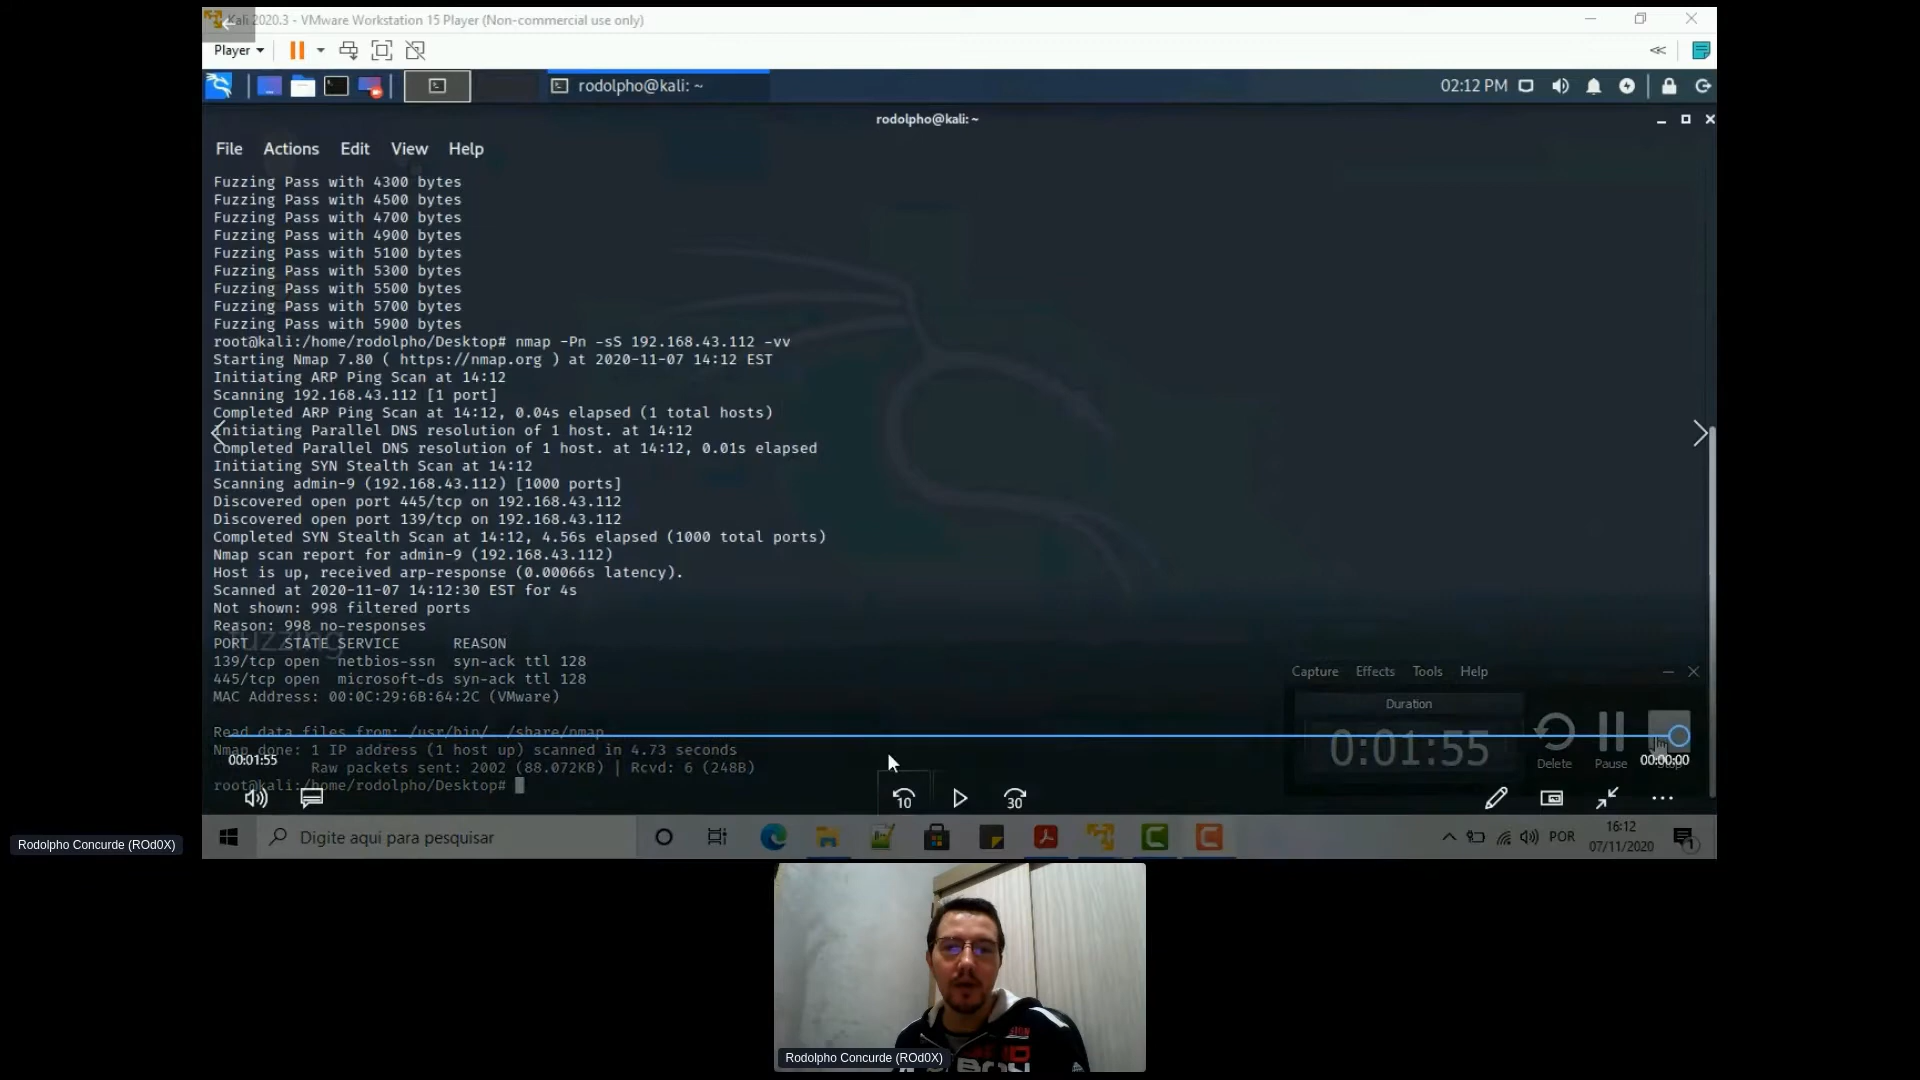 Kali 2020.3 - VMware Workstation 15 Player (Non-commercial use only)
Player
rodolpho@kali: ~
02:12 PM
rodolpho@kali: ~
File Actions Edit View Help
Fuzzing Pass with 4300 bytes
Fuzzing Pass with 4500 bytes
Fuzzing Pass with 4700 bytes
Fuzzing Pass with 4900 bytes
Fuzzing Pass with 5100 bytes
Fuzzing Pass with 5300 bytes
Fuzzing Pass with 5500 bytes
Fuzzing Pass with 5700 bytes
Fuzzing Pass with 5900 bytes
root@kali:/home/rodolpho/Desktop# nmap -Pn -sS 192.168.43.112 -vv
Starting Nmap 7.80 ( https://nmap.org ) at 2020-11-07 14:12 EST
Initiating ARP Ping Scan at 14:12
Scanning 192.168.43.112 [1 port]
Completed ARP Ping Scan at 14:12, 0.04s elapsed (1 total hosts)
Initiating Parallel DNS resolution of 1 host. at 14:12
Completed Parallel DNS resolution of 1 host. at 14:12, 0.01s elapsed
Initiating SYN Stealth Scan at 14:12
Scanning admin-9 (192.168.43.112) [1000 ports]
Discovered open port 445/tcp on 192.168.43.112
Discovered open port 139/tcp on 192.168.43.112
Completed SYN Stealth Scan at 14:12, 4.56s elapsed (1000 total ports)
Nmap scan report for admin-9 (192.168.43.112)
Host is up, received arp-response (0.00066s latency).
Scanned at 2020-11-07 14:12:30 EST for 4s
Not shown: 998 filtered ports
Reason: 998 no-responses
fuzzing
PORT STATE SERVICE REASON
139/tcp open netbios-ssn syn-ack ttl 128
445/tcp open microsoft-ds syn-ack ttl 128
MAC Address: 00:0C:29:6B:64:2C (VMware)
Read data files from: /usr/bin/../share/nmap
Nmap done: 1 IP address (1 host up) scanned in 4.73 seconds
Raw packets sent: 2002 (88.072KB) | Rcvd: 6 (248B)
root@kali:/home/rodolpho/Desktop#
Capture Effects Tools Help
Duration
0:01:55
Delete Pause Stop
00:01:55
00:00:00
10
30
Digite aqui para pesquisar
POR
16:12
07/11/2020
1
Rodolpho Concurde (ROd0X)
Rodolpho Concurde (ROd0X)